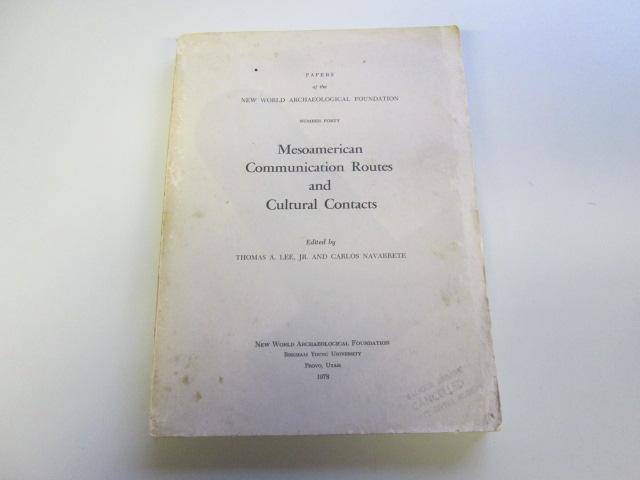 PAPERS
of the
NEW WORLD ARCHAEOLOGICAL FOUNDATION
NUMBER FORTY
Mesoamerican
Communication Routes
and
Cultural Contacts
Edited by
THOMAS A. LEE, JR. AND CARLOS NAVARRETE
NEW WORLD ARCHAEOLOGICAL FOUNDATION
BRIGHAM YOUNG UNIVERSITY
PROVO, UTAH
1978
CANCELLED